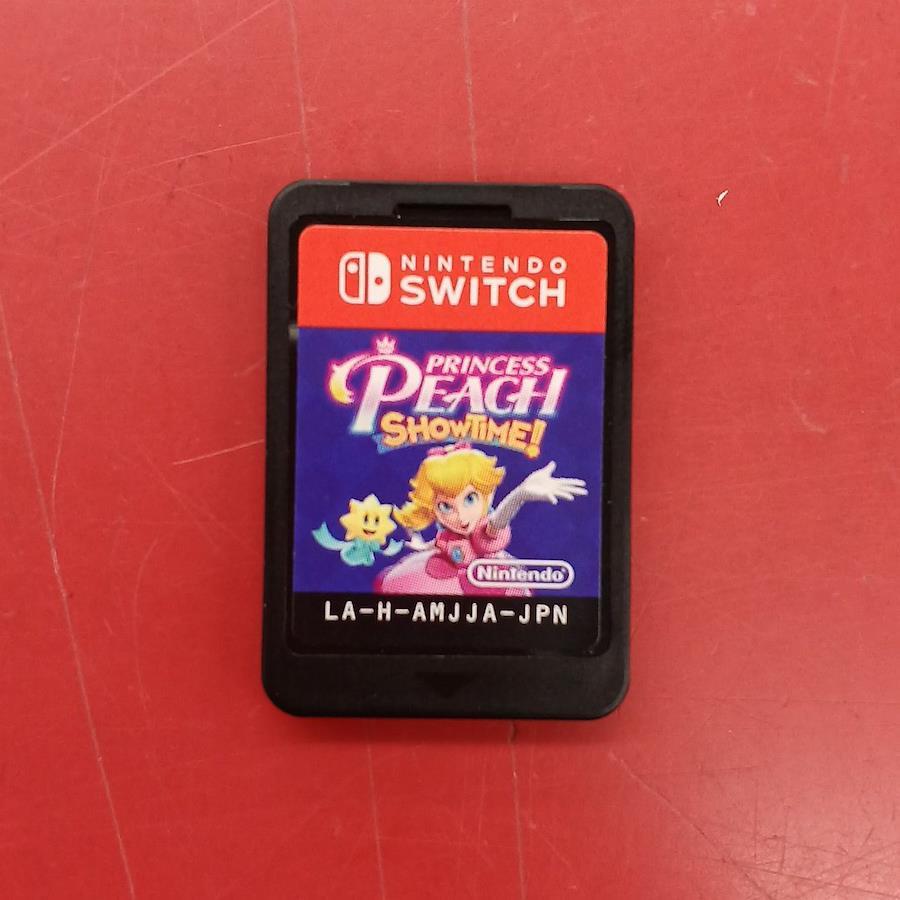 NINTENDO
SWITCH
PRINCESS
PEACH
SHOWTIME!
Nintendo®
LA-H-AMJJA-JPN